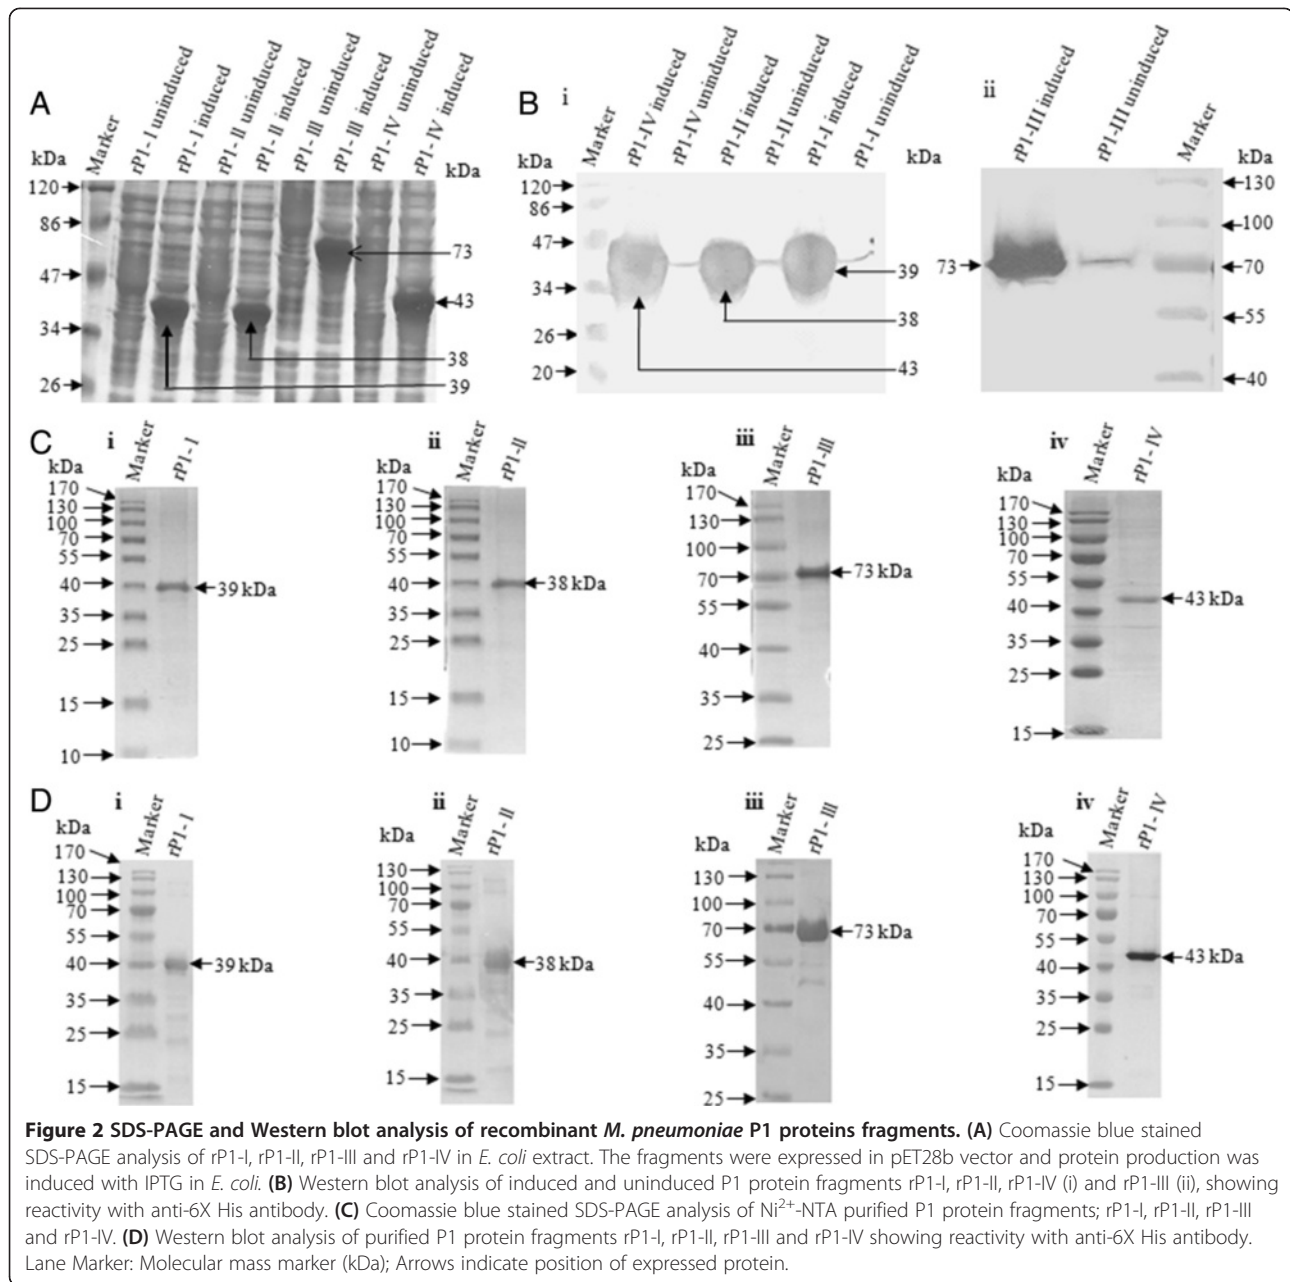 A
kDa
Marker
rP1-I uninduced
rP1-I induced
rP1-II uninduced
rP1-II induced
rP1-III uninduced
rP1-III induced
rP1-IV uninduced
rP1-IV induced
kDa
120
86
47
34
26
73
43
38
39
B
i
kDa
Marker
rP1-IV induced
rP1-IV uninduced
rP1-II induced
rP1-II uninduced
rP1-I induced
rP1-I uninduced
kDa
120
86
47
34
26
20
39
38
43
ii
rP1-III induced
rP1-III uninduced
Marker
kDa
73
130
100
70
55
40
C
i
kDa
Marker
rP1-I
170
130
100
70
55
40
35
25
15
10
39 kDa
ii
kDa
Marker
rP1-II
170
130
100
70
55
40
35
25
15
10
38 kDa
iii
kDa
Marker
rP1-III
170
130
100
70
55
40
35
25
73 kDa
iv
kDa
Marker
rP1-IV
170
130
100
70
55
40
35
25
15
43 kDa
D
i
kDa
Marker
rP1-I
170
130
100
70
55
40
35
25
15
39 kDa
ii
kDa
Marker
rP1-II
130
100
70
55
40
35
25
15
38 kDa
iii
kDa
Marker
rP1-III
130
100
70
55
40
35
25
73 kDa
iv
kDa
Marker
rP1-IV
170
130
100
70
55
40
35
25
15
43 kDa
Figure 2 SDS-PAGE and Western blot analysis of recombinant M. pneumoniae P1 proteins fragments. (A) Coomassie blue stained
SDS-PAGE analysis of rP1-I, rP1-II, rP1-III and rP1-IV in E. coli extract. The fragments were expressed in pET28b vector and protein production was
induced with IPTG in E. coli. (B) Western blot analysis of induced and uninduced P1 protein fragments rP1-I, rP1-II, rP1-IV (i) and rP1-III (ii), showing
reactivity with anti-6X His antibody. (C) Coomassie blue stained SDS-PAGE analysis of Ni2+-NTA purified P1 protein fragments; rP1-I, rP1-II, rP1-III
and rP1-IV. (D) Western blot analysis of purified P1 protein fragments rP1-I, rP1-II, rP1-III and rP1-IV showing reactivity with anti-6X His antibody.
Lane Marker: Molecular mass marker (kDa); Arrows indicate position of expressed protein.